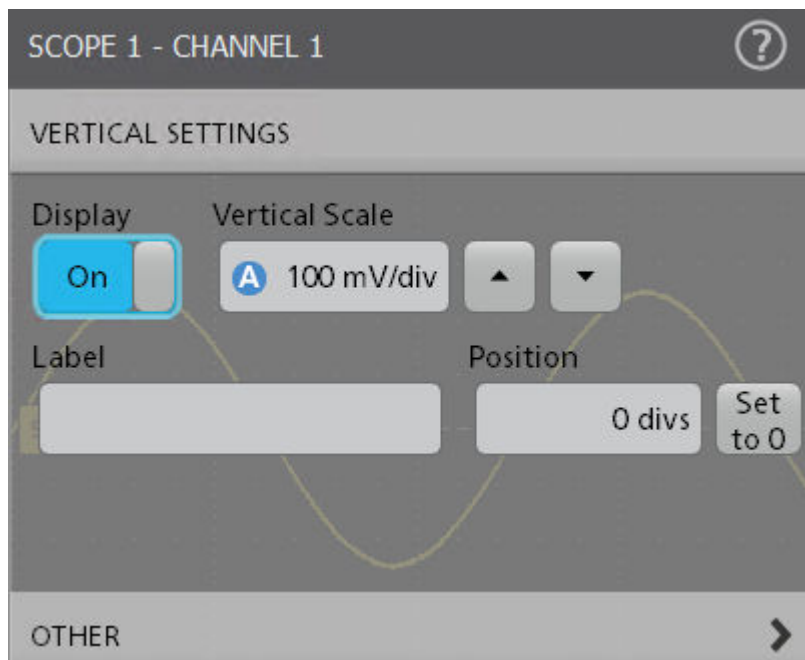 SCOPE 1 - CHANNEL 1 ?
VERTICAL SETTINGS
Display Vertical Scale
On A 100 mV/div
Label Position
0 divs Set
to 0
OTHER